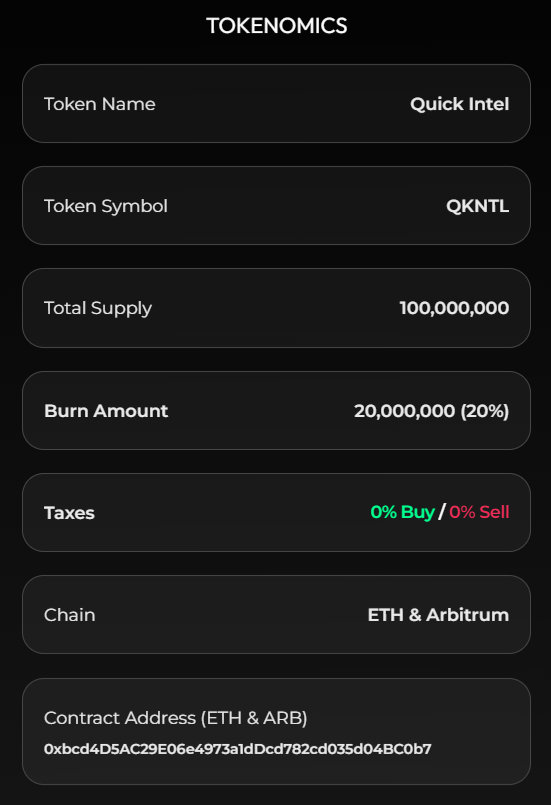 TOKENOMICS
Token Name Quick Intel
Token Symbol QKNTL
Total Supply 100,000,000
Burn Amount 20,000,000 (20%)
Taxes 0% Buy / 0% Sell
Chain ETH & Arbitrum
Contract Address (ETH & ARB)
0xbcd4D5AC29E06e4973a1dDcd782cd035d04BC0b7